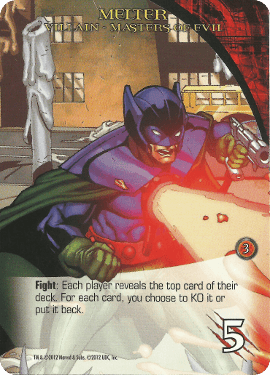 MELTER
VILLAIN - MASTERS OF EVIL
3
Fight: Each player reveals the top card of their
deck. For each card, you choose to KO it or
put it back.
5
TM & ©2012 Marvel & Subs. ©2012 UDC, Inc.